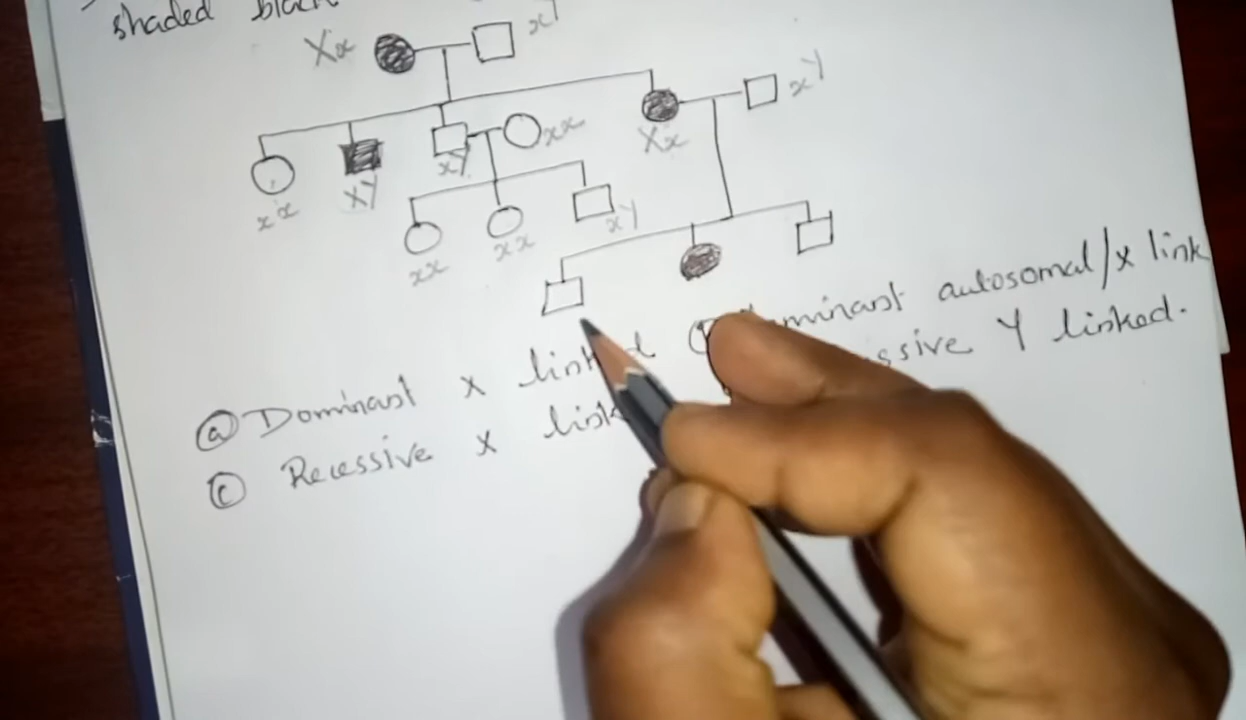 shaded black
Xx xY
xY
xx
xY Xx
xx XY xY
xx xx
Dominant autosomal/x link
(a) Dominant x linked
Y linked.
(c) Recessive x